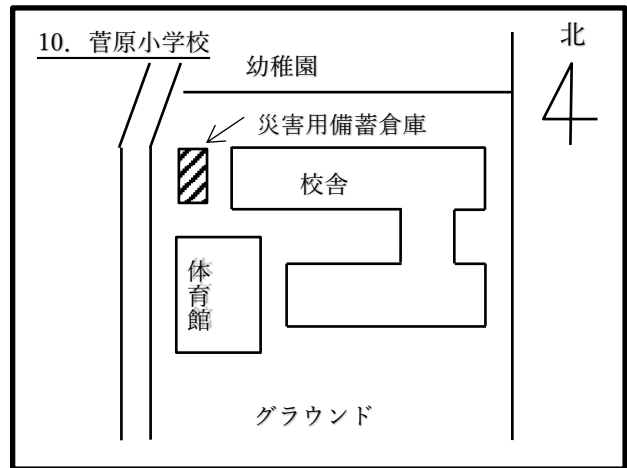 10. 菅原小学校
北
幼稚園
災害用備蓄倉庫
校舎
体育館
グラウンド